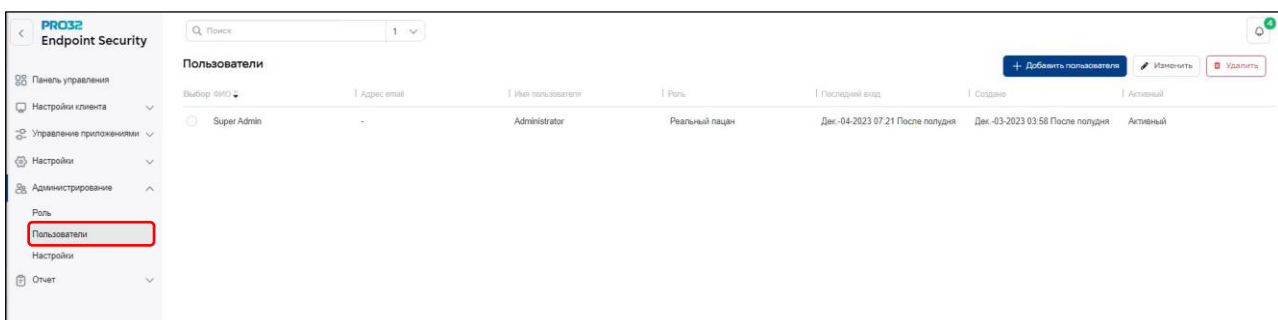 PRO32
Endpoint Security
Поиск
1
4
Пользователи
Добавить пользователя
Изменить
Удалить
Панель управления
Настройки клиента
Управление приложениями
Настройки
Администрирование
Роль
Пользователи
Настройки
Отчет
Выбор ФИО Адрес email Имя пользователя Роль Последний вход Создано Активный
Super Admin - Administrator Реальный пацан Дек.-04-2023 07:21 После полудня Дек.-03-2023 03:58 После полудня Активный